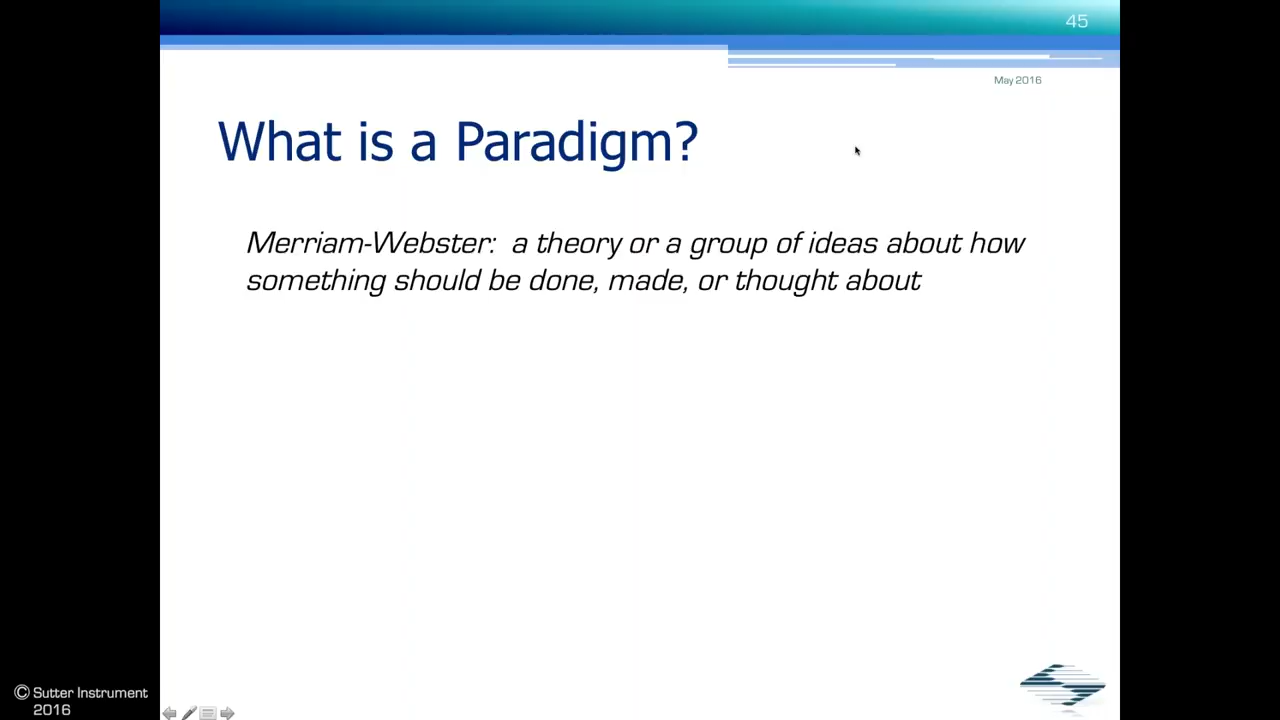 45
May 2016
What is a Paradigm?
Merriam-Webster:  a theory or a group of ideas about how
something should be done, made, or thought about
© Sutter Instrument
2016